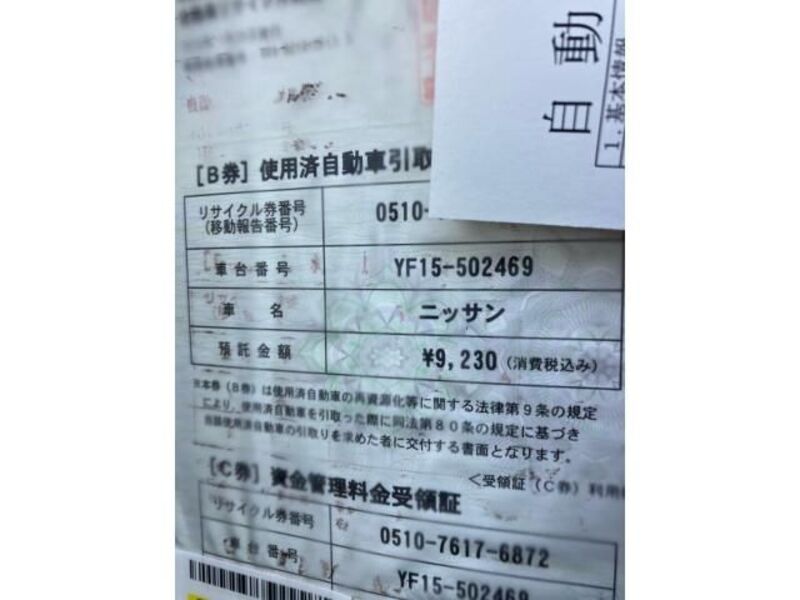 自動
1.基本情報
[B券]使用済自動車引取
リサイクル券番号
(移動報告番号)
0510-
車台番号 YF15-502469
車名 ニッサン
預託金額 ¥9,230(消費税込み)
※本券(B券)は使用済自動車の再資源化等に関する法律第9条の規定
により、使用済自動車を引取った際に同法第80条の規定に基づき
当該使用済自動車の引取りを求めた者に交付する書面となります。
<受領証(C券)利用
[C券]資金管理料金受領証
リサイクル券番号 0510-7617-6872
車台番号 YF15-502469